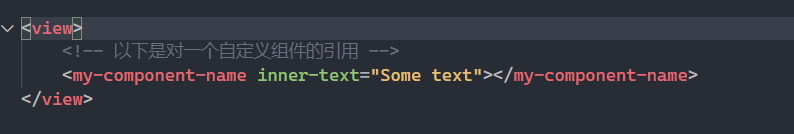 <view>
<!-- 以下是对一个自定义组件的引用 -->
<my-component-name inner-text="Some text"></my-component-name>
</view>